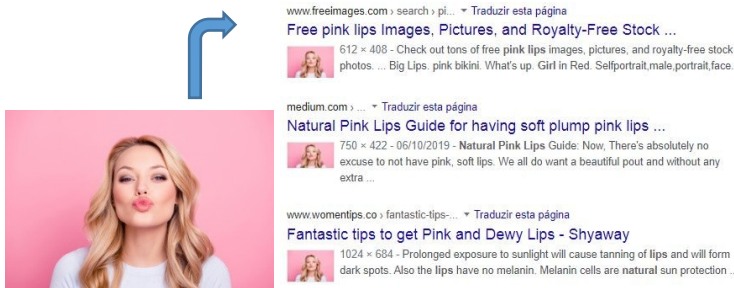 www.freeimages.com › search › pi... Traduzir esta página
Free pink lips Images, Pictures, and Royalty-Free Stock ...
612 × 408 - Check out tons of free pink lips images, pictures, and royalty-free stock
photos. ... Big Lips. pink bikini. What's up. Girl in Red. Selfportrait,male,portrait,face.
medium.com › ... Traduzir esta página
Natural Pink Lips Guide for having soft plump pink lips ...
750 × 422 - 06/10/2019 - Natural Pink Lips Guide: Now, There's absolutely no
excuse to not have pink, soft lips. We all do want a beautiful pout and without any
extra ...
www.womentips.co › fantastic-tips-... Traduzir esta página
Fantastic tips to get Pink and Dewy Lips - Shyaway
1024 × 684 - Prolonged exposure to sunlight will cause tanning of lips and will form
dark spots. Also the lips have no melanin. Melanin cells are natural sun protection ..